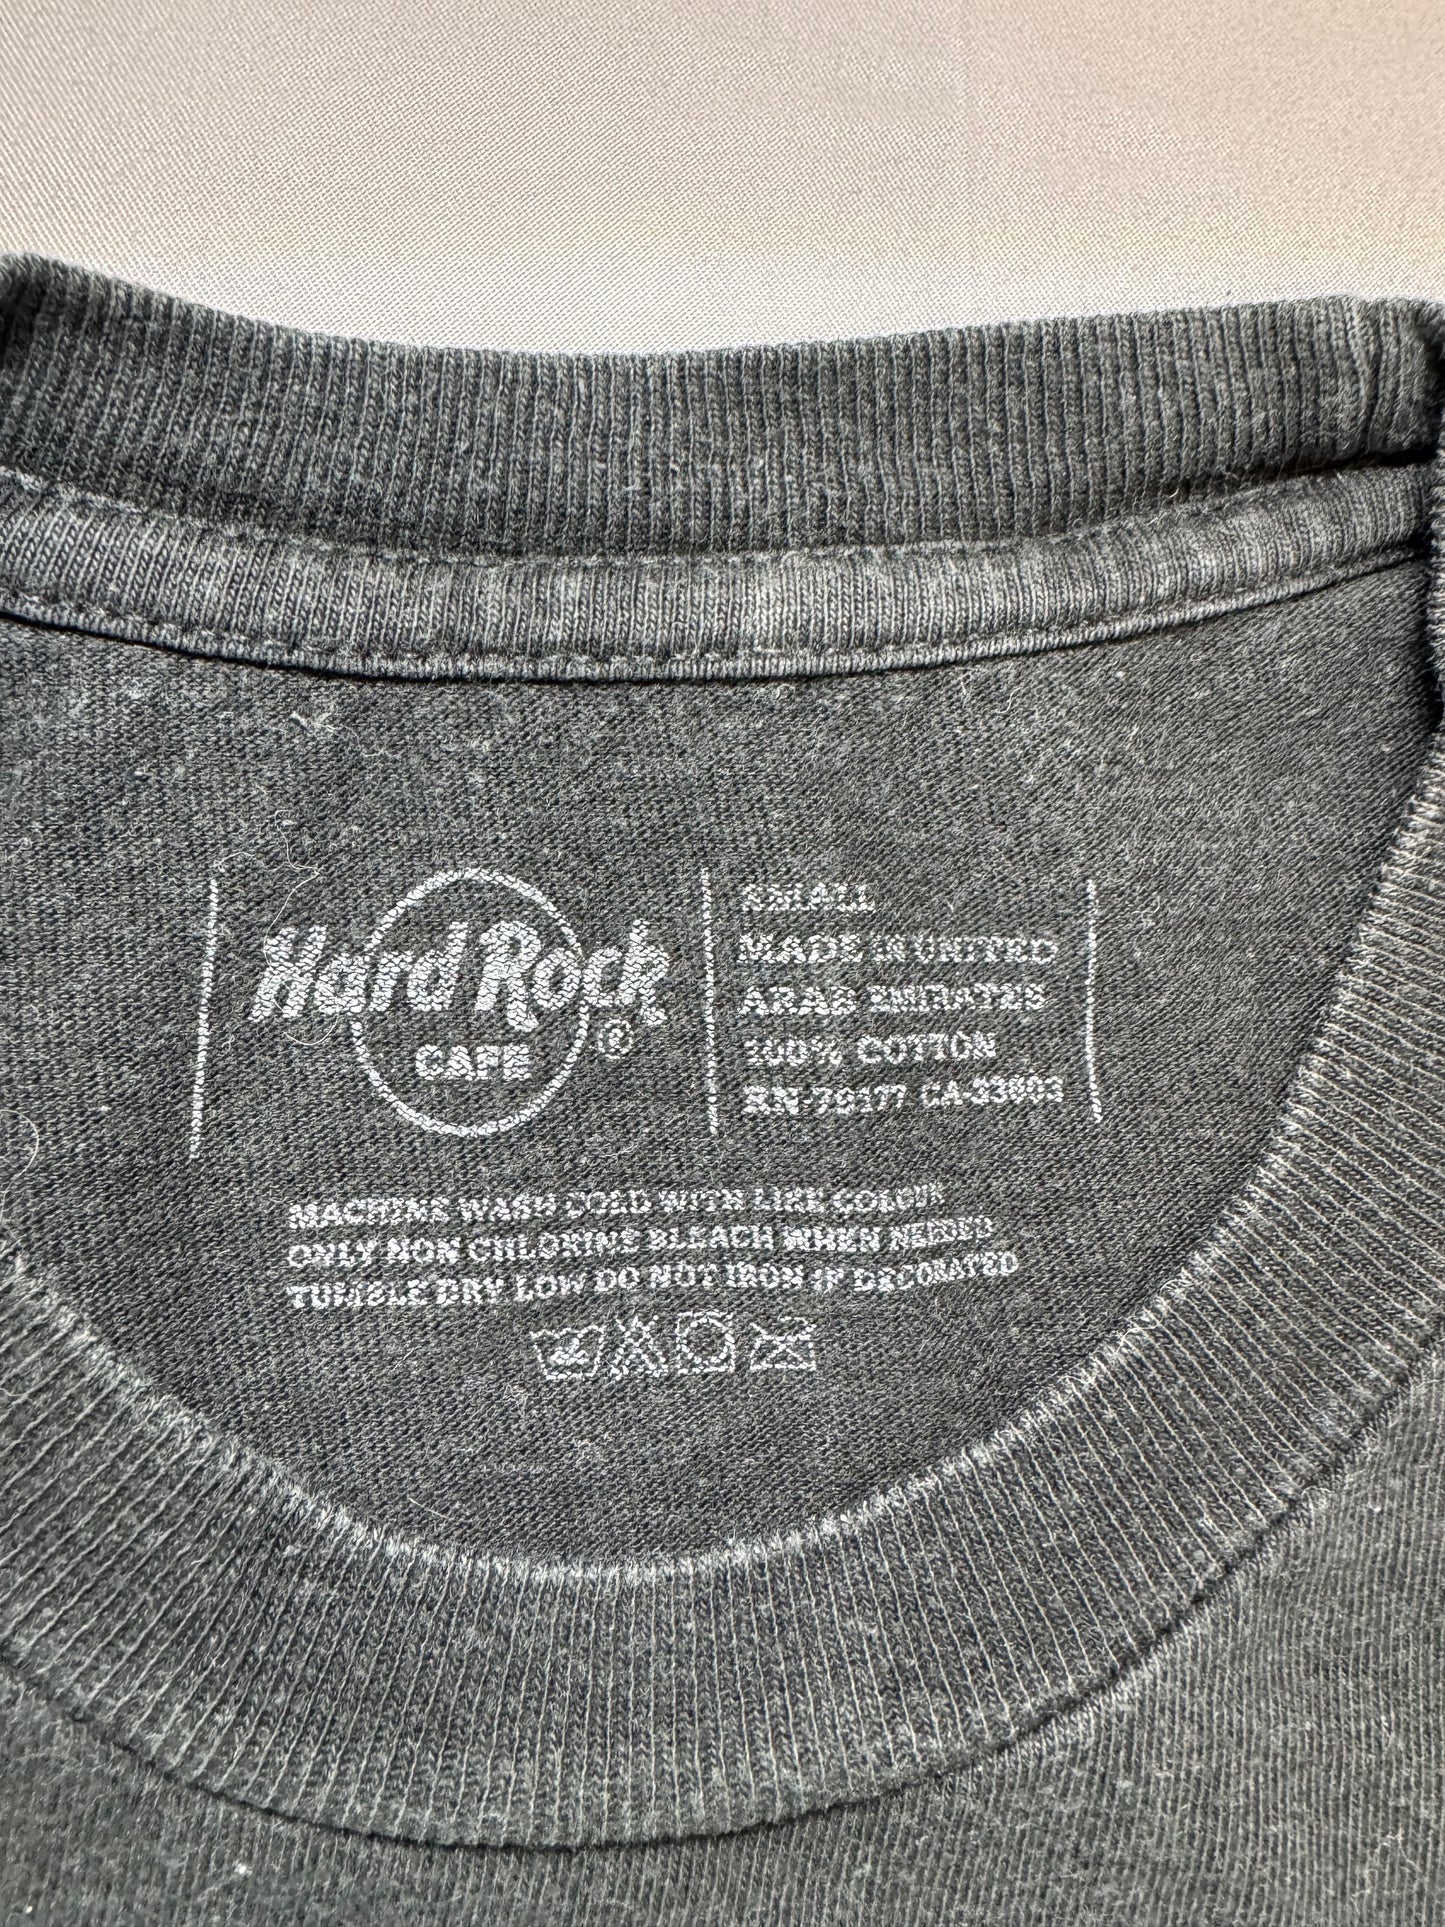 Hard Rock
CAFE
®
SMALL
MADE IN UNITED
ARAB EMIRATES
100% COTTON
RN-79177 CA-23503
MACHINE WASH COLD WITH LIKE COLOUR
ONLY NON CHLORINE BLEACH WHEN NEEDED
TUMBLE DRY LOW DO NOT IRON IF DECORATED